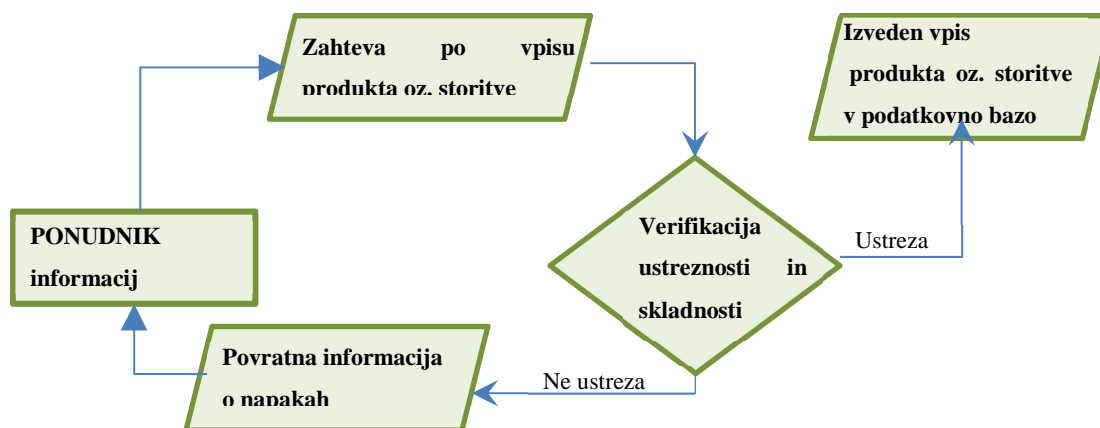 Zahteva po vpisu
produkta oz. storitve
Izveden vpis
produkta oz. storitve
v podatkovno bazo
PONUDNIK
informacij
Verifikacija
ustreznosti in
skladnosti
Ustreza
Povratna informacija
o napakah
Ne ustreza